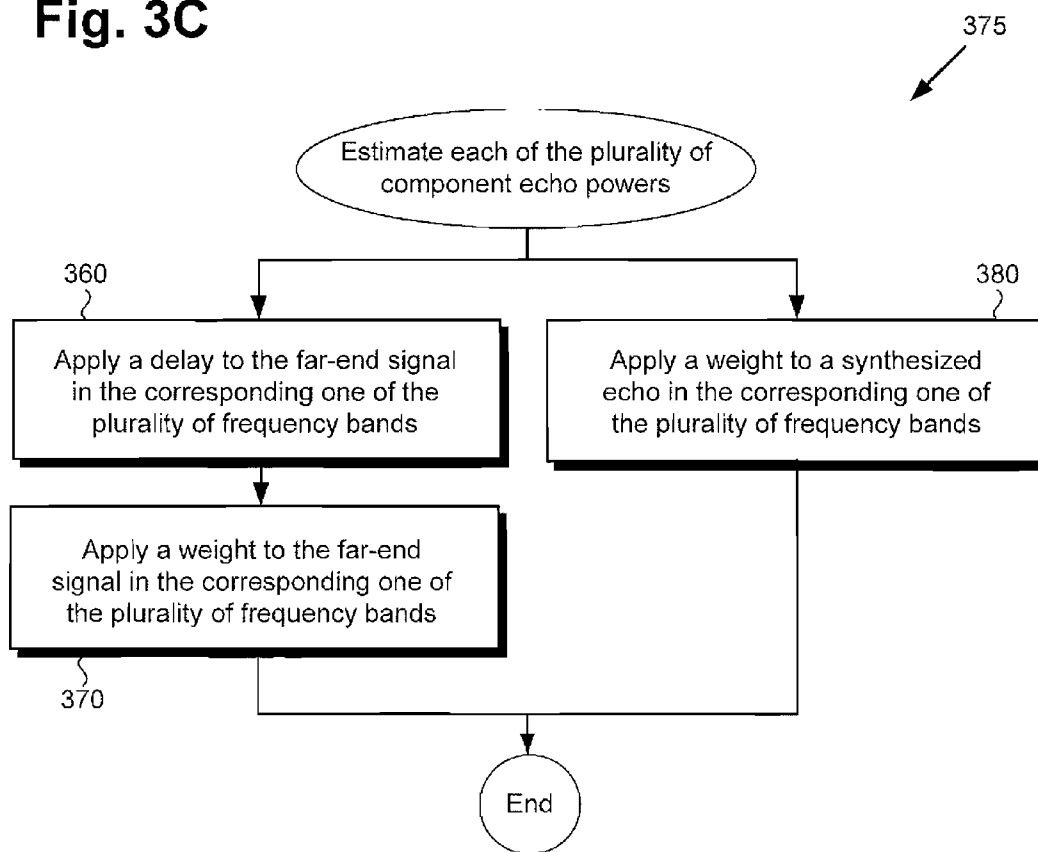 Fig. 3C
375
Estimate each of the plurality of
component echo powers
360
380
Apply a delay to the far-end signal
in the corresponding one of the
plurality of frequency bands
Apply a weight to a synthesized
echo in the corresponding one of
the plurality of frequency bands
Apply a weight to the far-end
signal in the corresponding one of
the plurality of frequency bands
370
End